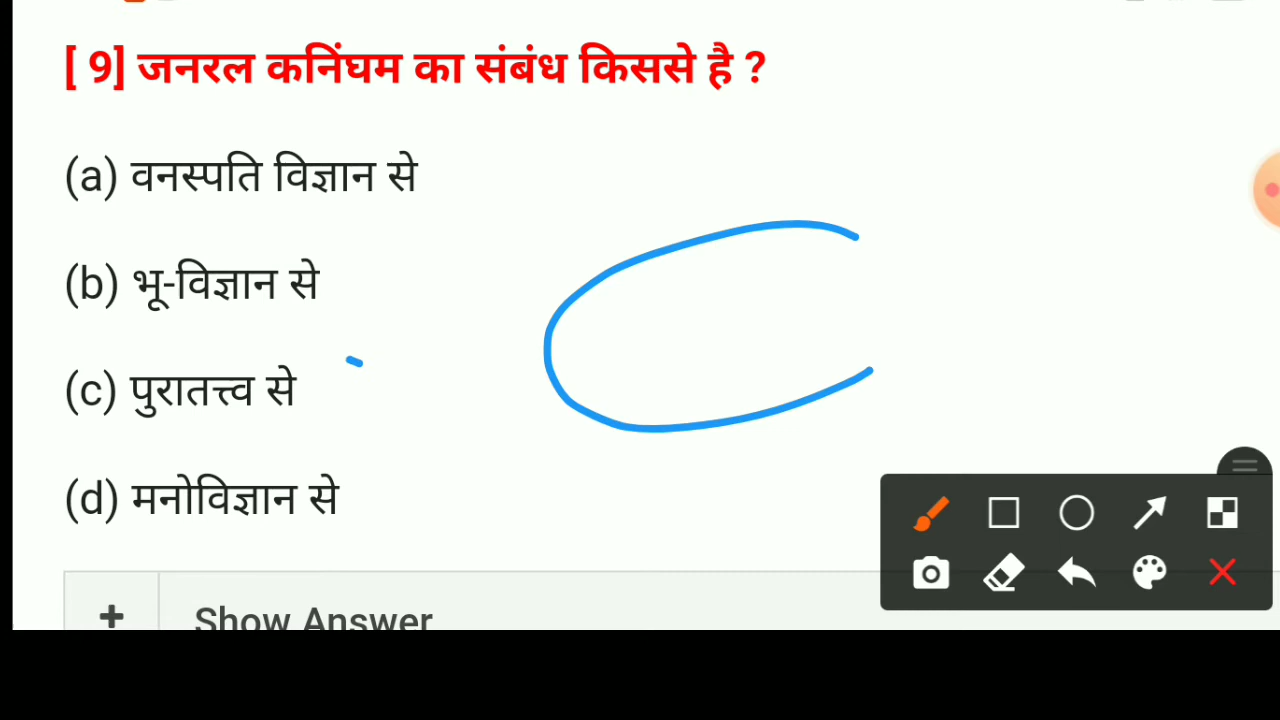 [ 9] जनरल कनिंघम का संबंध किससे है ?
(a) वनस्पति विज्ञान से
(b) भू-विज्ञान से
(c) पुरातत्त्व से
(d) मनोविज्ञान से
+ Show Answer